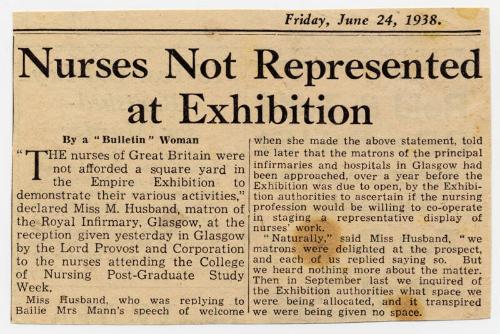 Friday, June 24, 1938.
Nurses Not Represented
at Exhibition
By a "Bulletin" Woman
"THE nurses of Great Britain were
not afforded a square yard in
the Empire Exhibition to
demonstrate their various activities,"
declared Miss M. Husband, matron of
the Royal Infirmary, Glasgow, at the
reception given yesterday in Glasgow
by the Lord Provost and Corporation
to the nurses attending the College
of Nursing Post-Graduate Study
Week.
Miss Husband, who was replying to
Bailie Mrs Mann's speech of welcome
when she made the above statement, told
me later that the matrons of the principal
infirmaries and hospitals in Glasgow had
been approached, over a year before the
Exhibition was due to open, by the Exhibi-
tion authorities to ascertain if the nursing
profession would be willing to co-operate
in staging a representative display of
nurses' work.
"Naturally," said Miss Husband, "we
matrons were delighted at the prospect,
and each of us replied saying so. But
we heard nothing more about the matter.
Then in September last we inquired of
the Exhibition authorities what space we
were being allocated, and it transpired
we were being given no space.